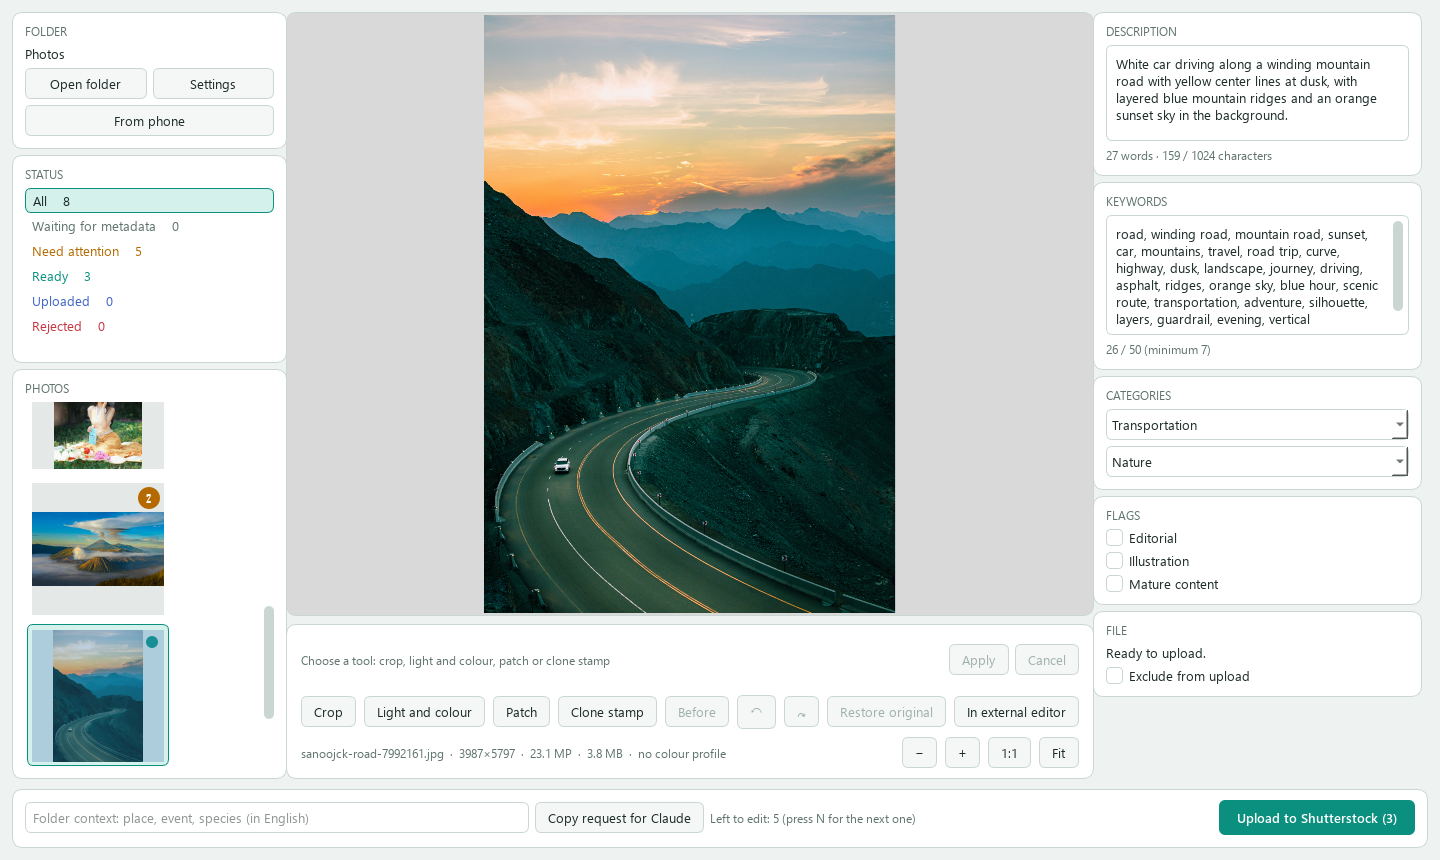 FOLDER
Photos
Open folder
Settings
From phone
STATUS
All 8
Waiting for metadata 0
Need attention 5
Ready 3
Uploaded 0
Rejected 0
PHOTOS
2
Choose a tool: crop, light and colour, patch or clone stamp
Apply
Cancel
Crop
Light and colour
Patch
Clone stamp
Before
Restore original
In external editor
sanoojck-road-7992161.jpg · 3987×5797 · 23.1 MP · 3.8 MB · no colour profile
−
+
1:1
Fit
DESCRIPTION
White car driving along a winding mountain
road with yellow center lines at dusk, with
layered blue mountain ridges and an orange
sunset sky in the background.
27 words · 159 / 1024 characters
KEYWORDS
road, winding road, mountain road, sunset,
car, mountains, travel, road trip, curve,
highway, dusk, landscape, journey, driving,
asphalt, ridges, orange sky, blue hour, scenic
route, transportation, adventure, silhouette,
layers, guardrail, evening, vertical
26 / 50 (minimum 7)
CATEGORIES
Transportation
Nature
FLAGS
Editorial
Illustration
Mature content
FILE
Ready to upload.
Exclude from upload
Folder context: place, event, species (in English)
Copy request for Claude
Left to edit: 5 (press N for the next one)
Upload to Shutterstock (3)